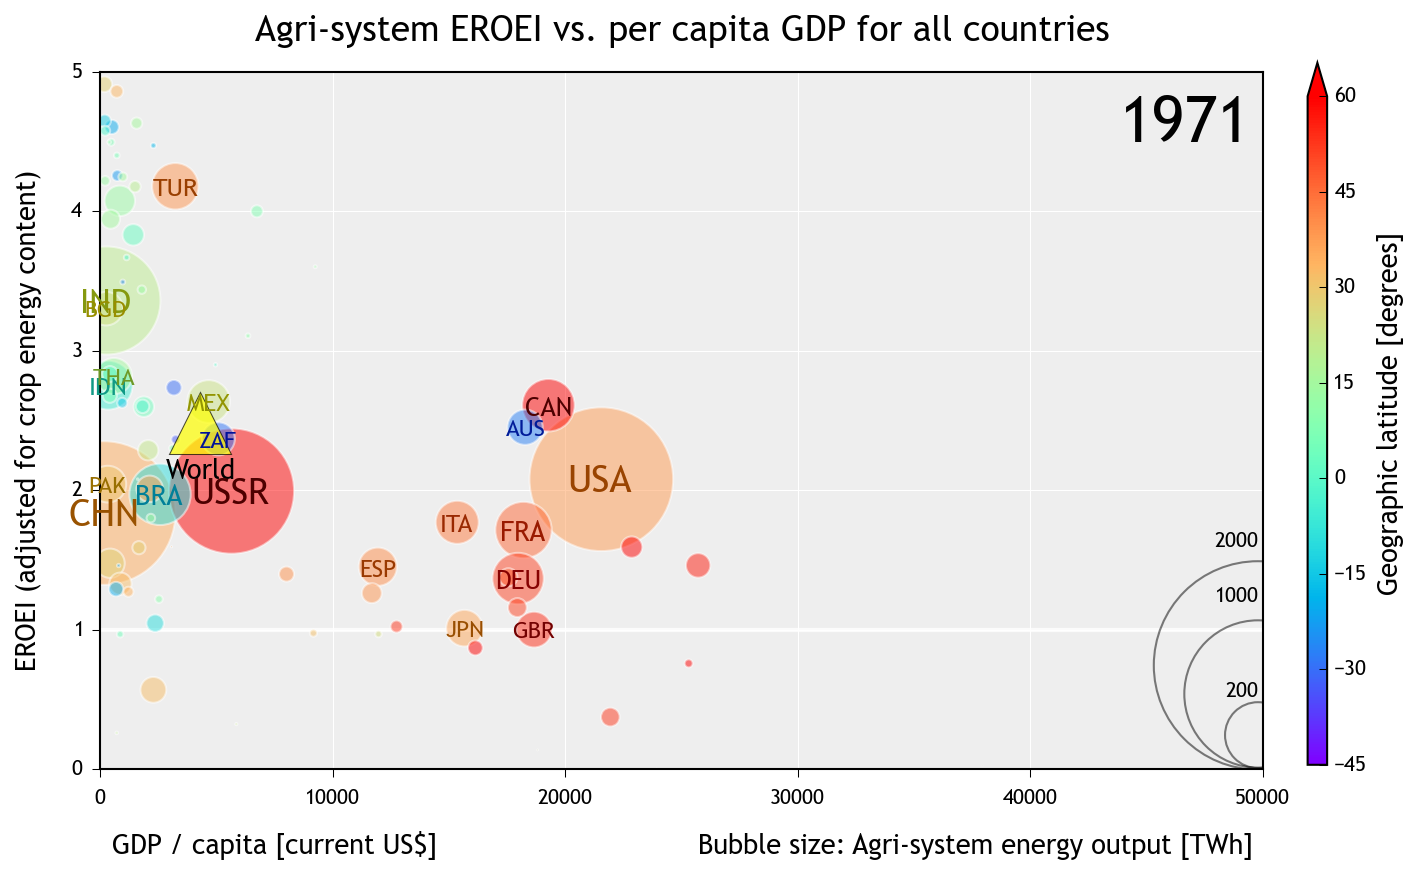 Agri-system EROEI vs. per capita GDP for all countries
1971
EROEI (adjusted for crop energy content)
5
4
3
2
1
0
TUR
IND
BGD
THA
IDN
MEX
CAN
AUS
ZAF
World
PAK
BRA
USSR
USA
CHN
ITA
FRA
ESP
DEU
JPN
GBR
2000
1000
200
0
10000
20000
30000
40000
50000
GDP / capita [current US$]
Bubble size: Agri-system energy output [TWh]
60
45
30
15
0
−15
−30
−45
Geographic latitude [degrees]